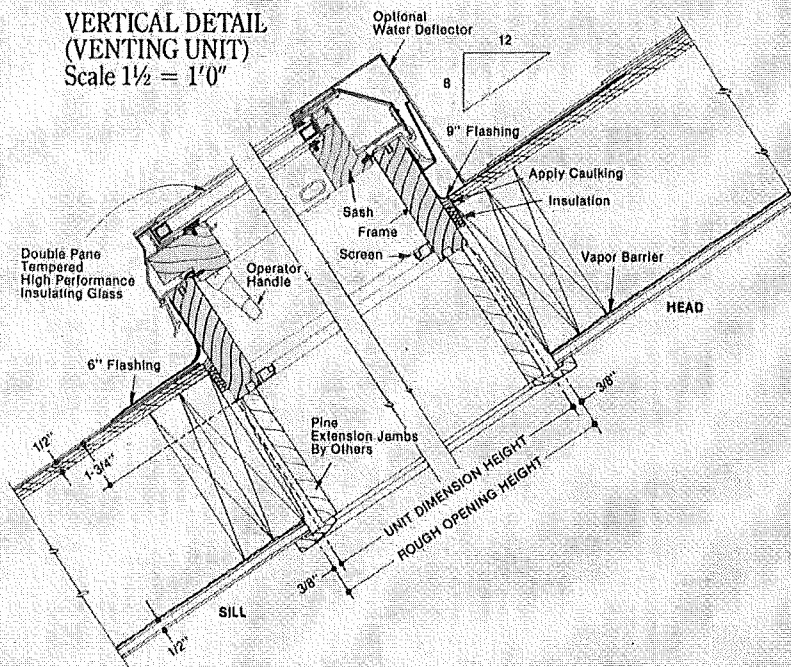 VERTICAL DETAIL
(VENTING UNIT)
Scale 1½ = 1'0"
Optional
Water Deflector
12
8
9" Flashing
Apply Caulking
Insulation
Sash
Frame
Screen
Vapor Barrier
Double Pane
Tempered
High Performance
Insulating Glass
Operator
Handle
HEAD
6" Flashing
3/8"
1/2"
1-3/4"
Pine
Extension Jambs
By Others
UNIT DIMENSION HEIGHT
ROUGH OPENING HEIGHT
3/8"
SILL
1/2"